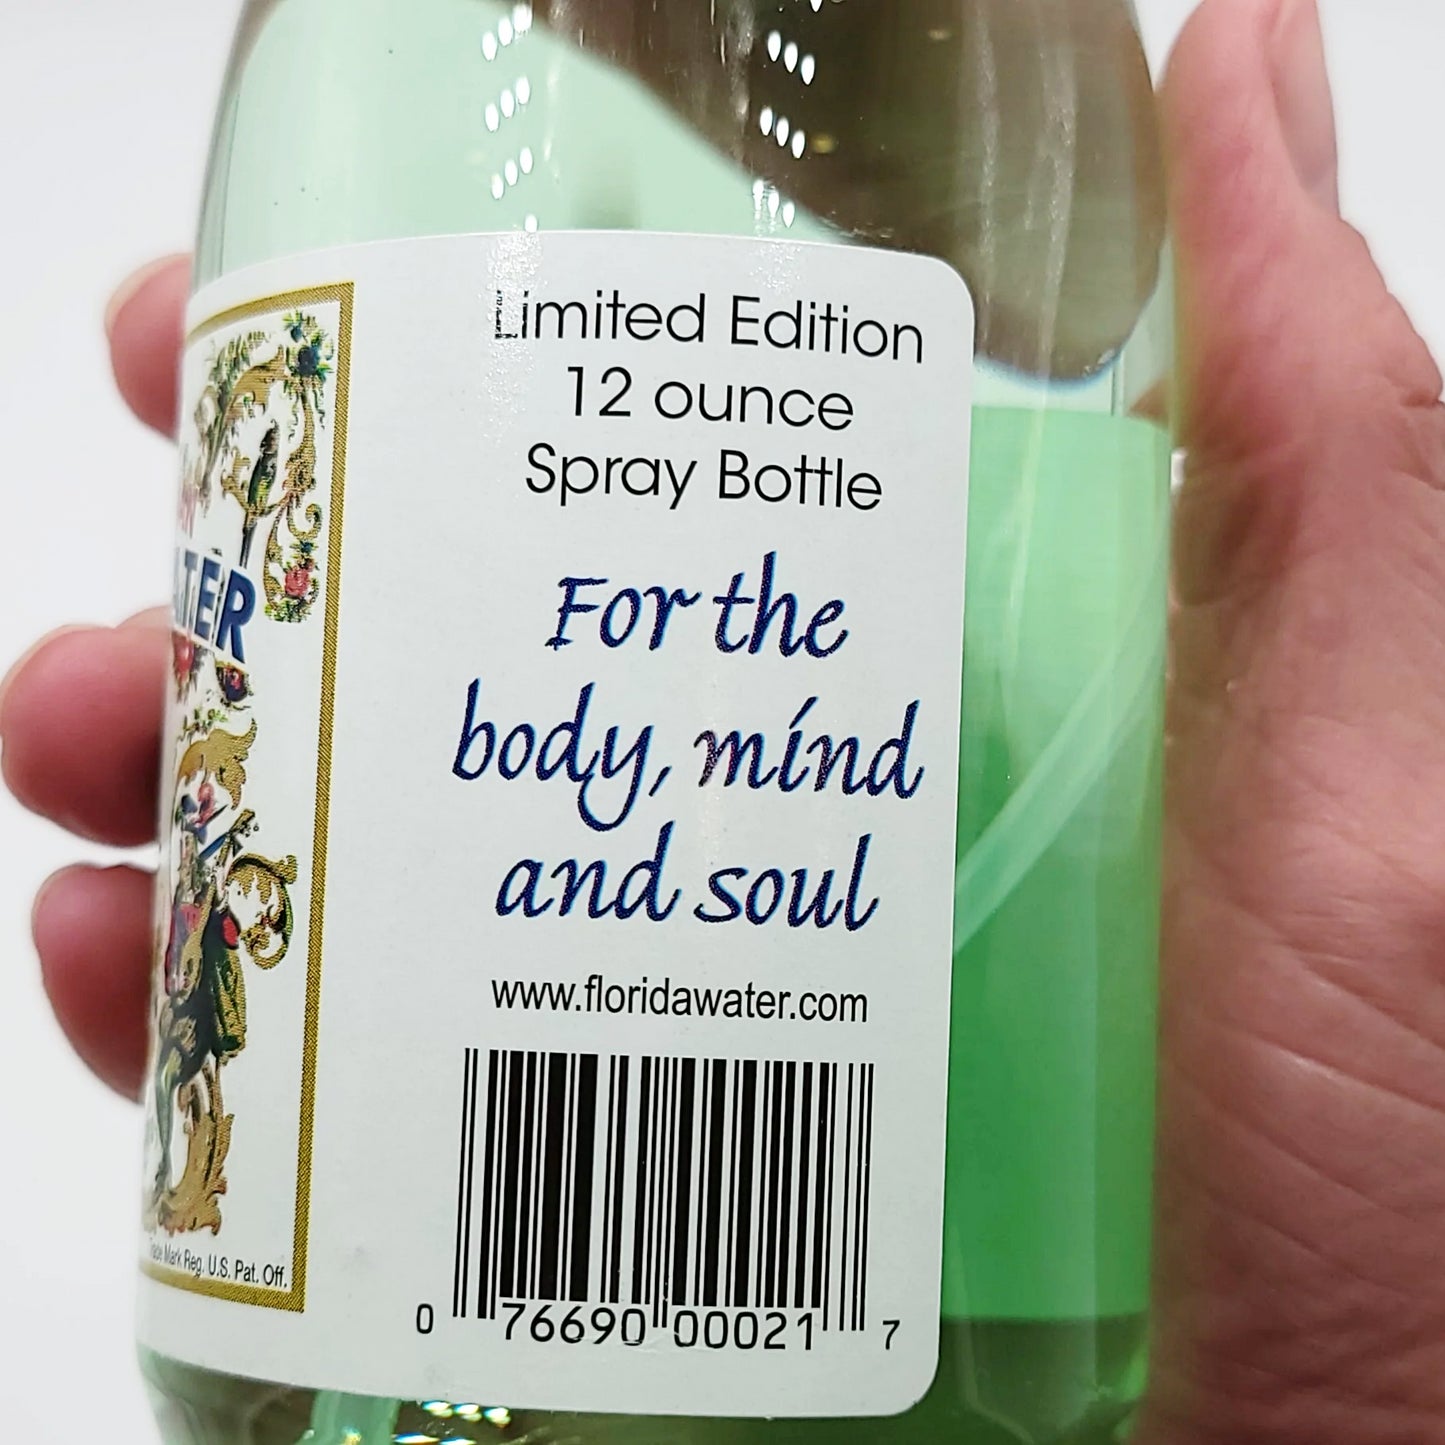 WATER
Trade Mark Reg. U.S. Pat. Off.
Limited Edition
12 ounce
Spray Bottle
For the
body, mind
and soul
www.floridawater.com
0 76690 00021 7